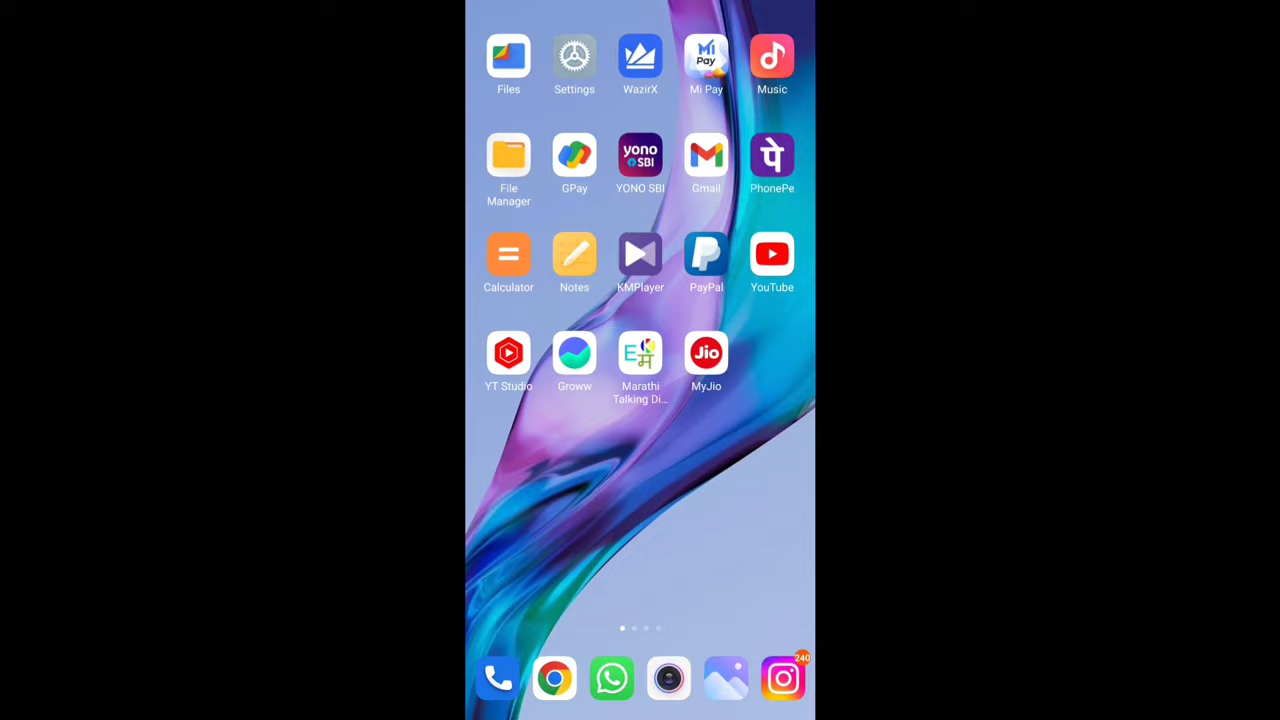 Mi
Pay
Files
Settings
WazirX
Mi Pay
Music
yono
SBI
पे
File
Manager
GPay
YONO SBI
Gmail
PhonePe
Calculator
Notes
KMPlayer
PayPal
YouTube
E K
म
Jio
YT Studio
Groww
Marathi
Talking Di...
MyJio
240